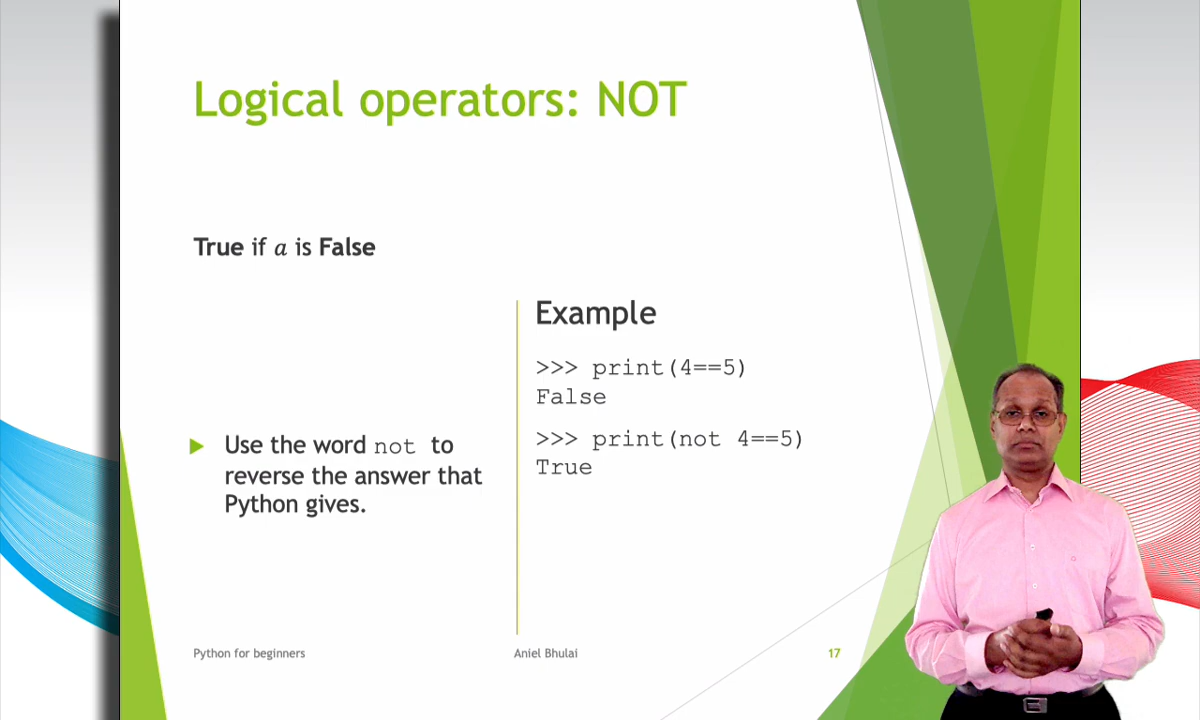 Logical operators: NOT
True if a is False
Use the word not to
reverse the answer that
Python gives.
Example
>>> print(4==5)
False
>>> print(not 4==5)
True
Python for beginners
Aniel Bhulai
17